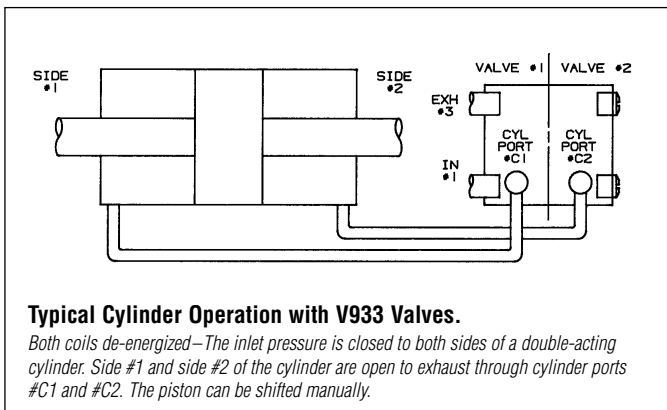 SIDE
#1
SIDE
#2
VALVE #1
VALVE #2
EXH
#3
CYL
PORT
#C1
CYL
PORT
#C2
IN
#1
Typical Cylinder Operation with V933 Valves.
Both coils de-energized–The inlet pressure is closed to both sides of a double-acting
cylinder. Side #1 and side #2 of the cylinder are open to exhaust through cylinder ports
#C1 and #C2. The piston can be shifted manually.